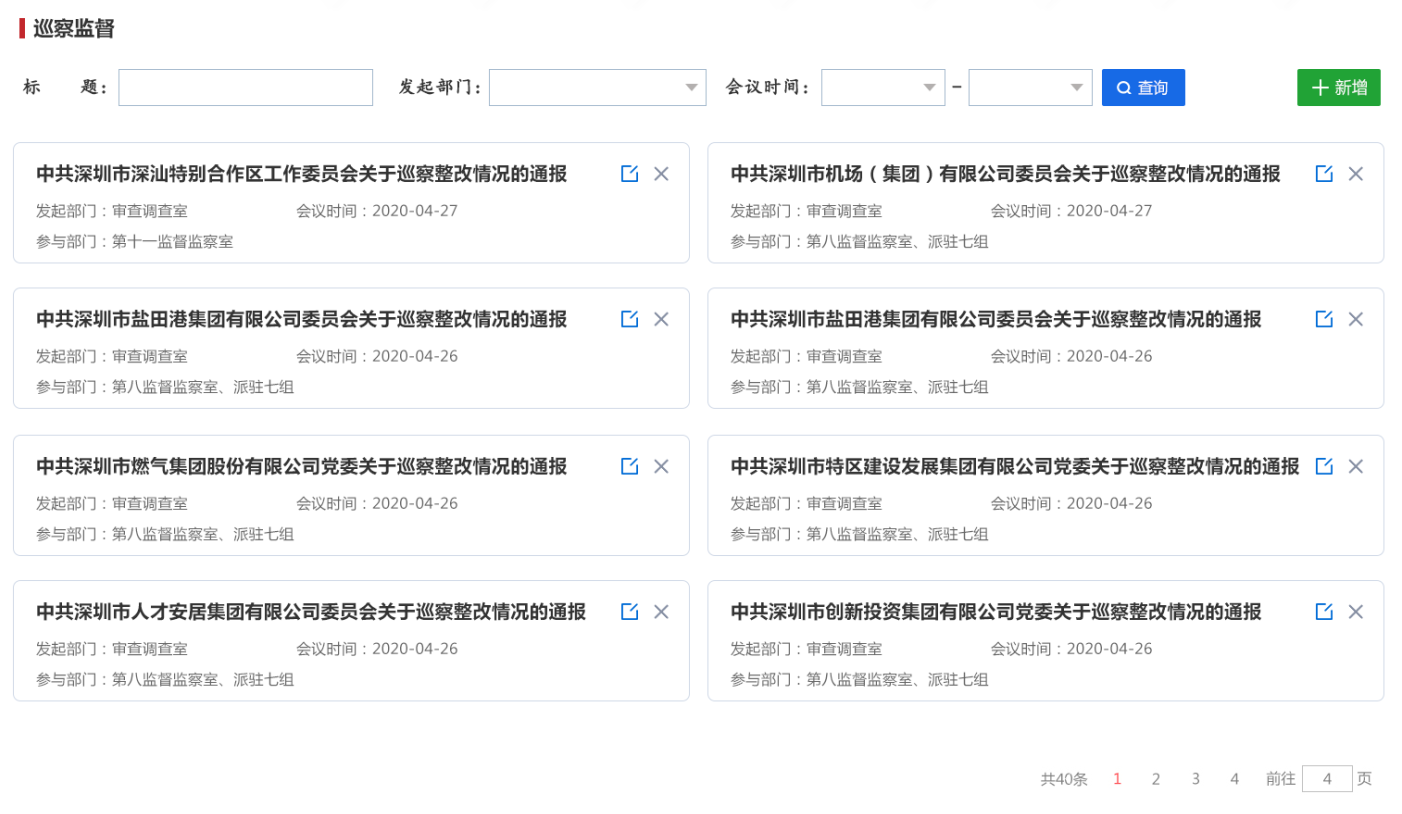 巡察监督
标 题： 发起部门： 会议时间： - 查询 新增
中共深圳市深汕特别合作区工作委员会关于巡察整改情况的通报
发起部门：审查调查室 会议时间：2020-04-27
参与部门：第十一监督监察室
中共深圳市机场（集团）有限公司委员会关于巡察整改情况的通报
发起部门：审查调查室 会议时间：2020-04-27
参与部门：第八监督监察室、派驻七组
中共深圳市盐田港集团有限公司委员会关于巡察整改情况的通报
发起部门：审查调查室 会议时间：2020-04-26
参与部门：第八监督监察室、派驻七组
中共深圳市盐田港集团有限公司委员会关于巡察整改情况的通报
发起部门：审查调查室 会议时间：2020-04-26
参与部门：第八监督监察室、派驻七组
中共深圳市燃气集团股份有限公司党委关于巡察整改情况的通报
发起部门：审查调查室 会议时间：2020-04-26
参与部门：第八监督监察室、派驻七组
中共深圳市特区建设发展集团有限公司党委关于巡察整改情况的通报
发起部门：审查调查室 会议时间：2020-04-26
参与部门：第八监督监察室、派驻七组
中共深圳市人才安居集团有限公司委员会关于巡察整改情况的通报
发起部门：审查调查室 会议时间：2020-04-26
参与部门：第八监督监察室、派驻七组
中共深圳市创新投资集团有限公司党委关于巡察整改情况的通报
发起部门：审查调查室 会议时间：2020-04-26
参与部门：第八监督监察室、派驻七组
共40条 1 2 3 4 前往 4 页